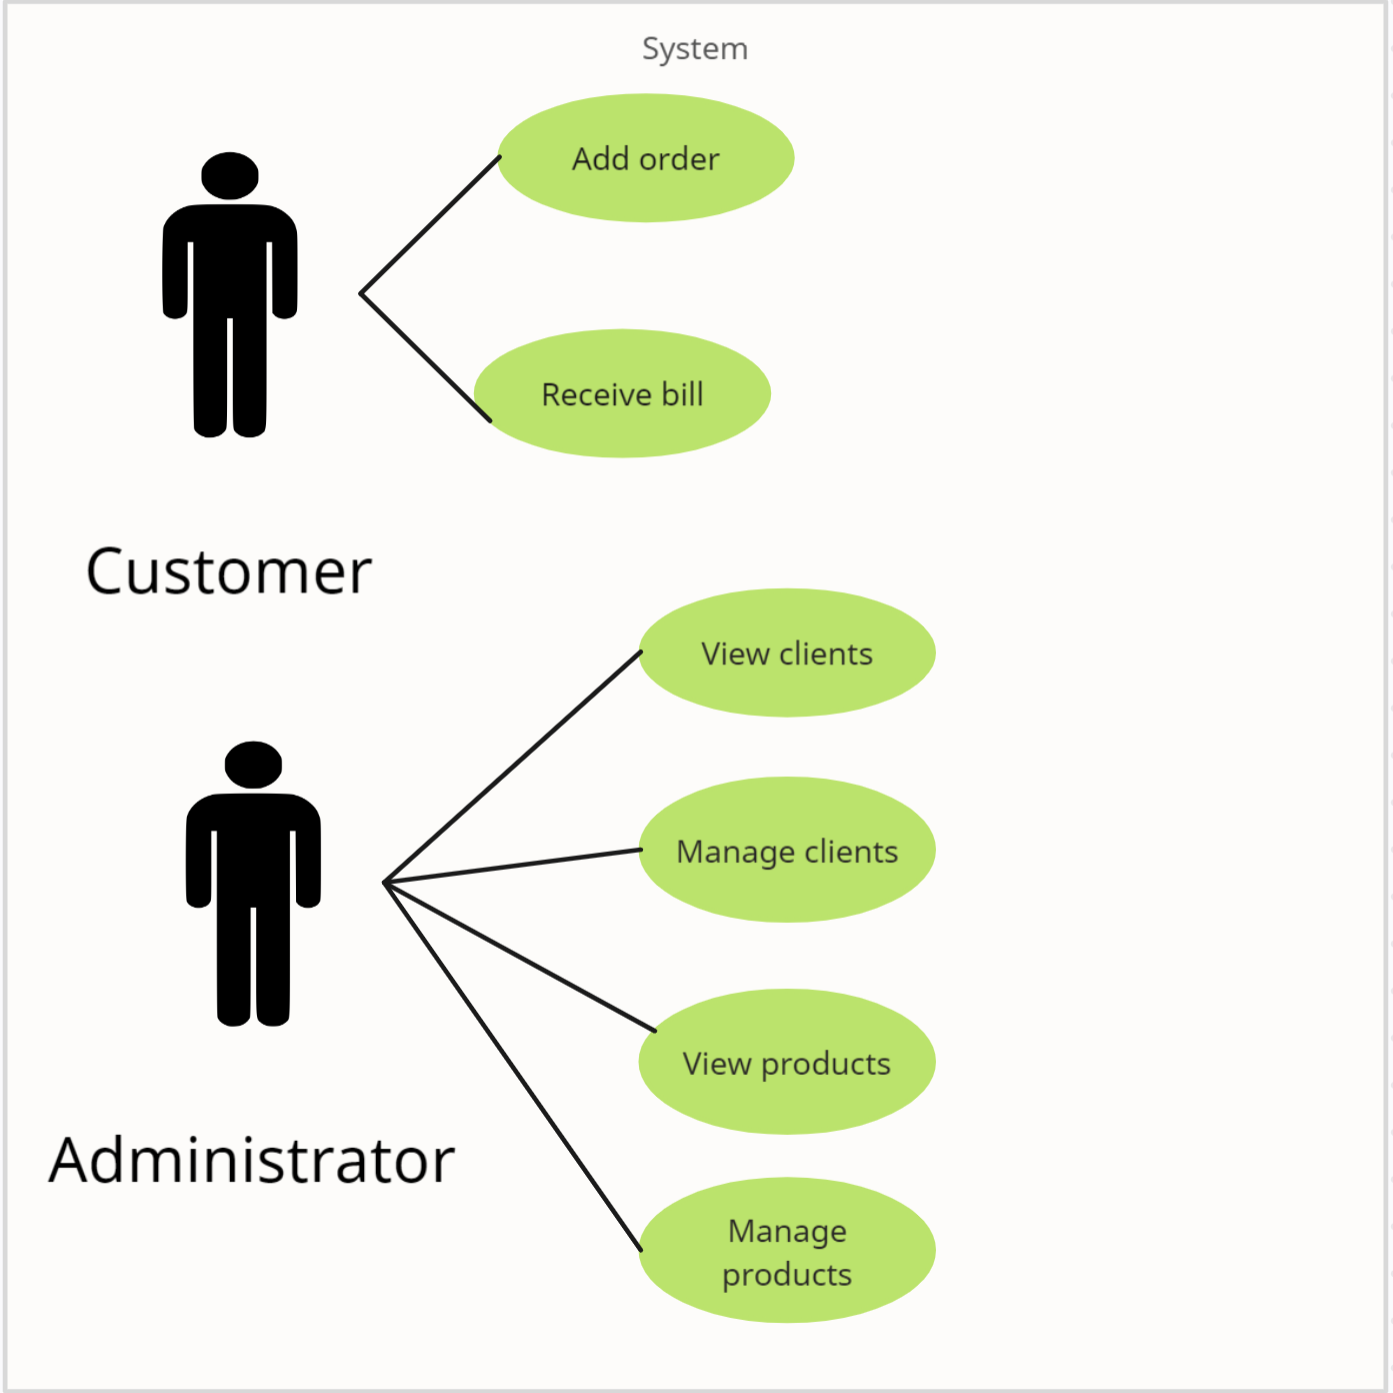 System
Add order
Receive bill
Customer
View clients
Manage clients
View products
Administrator
Manage
products